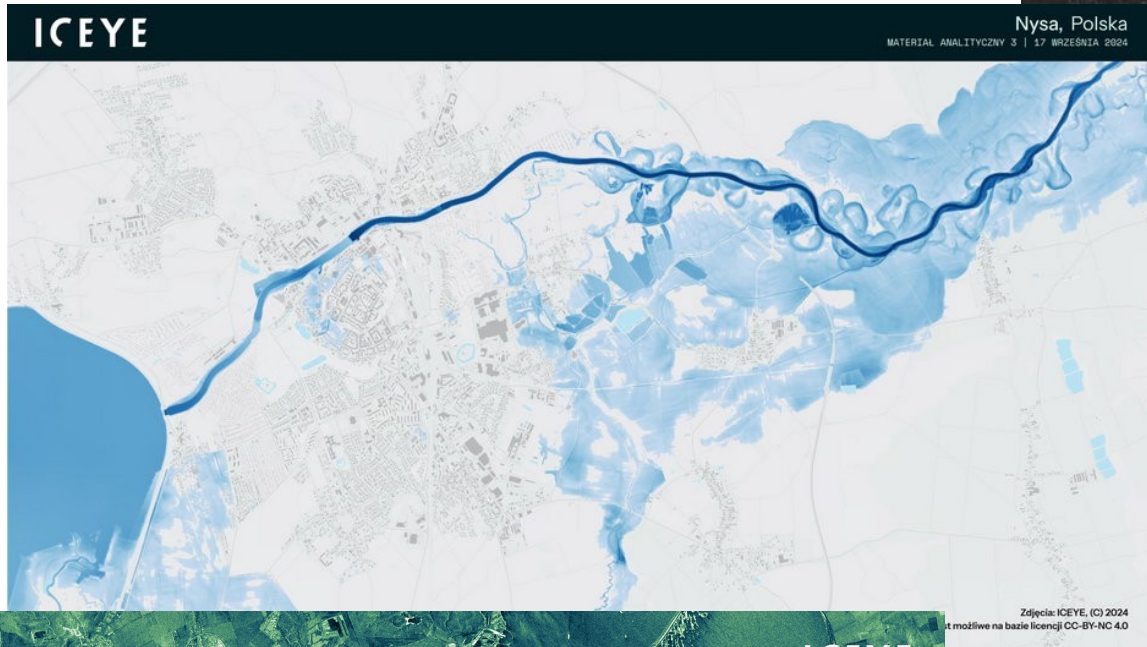 ICEYE
Nysa, Polska
MATERIAŁ ANALITYCZNY 3 | 17 WRZEŚNIA 2024
Zdjęcia: ICEYE, (C) 2024
st możliwe na bazie licencji CC-BY-NC 4.0